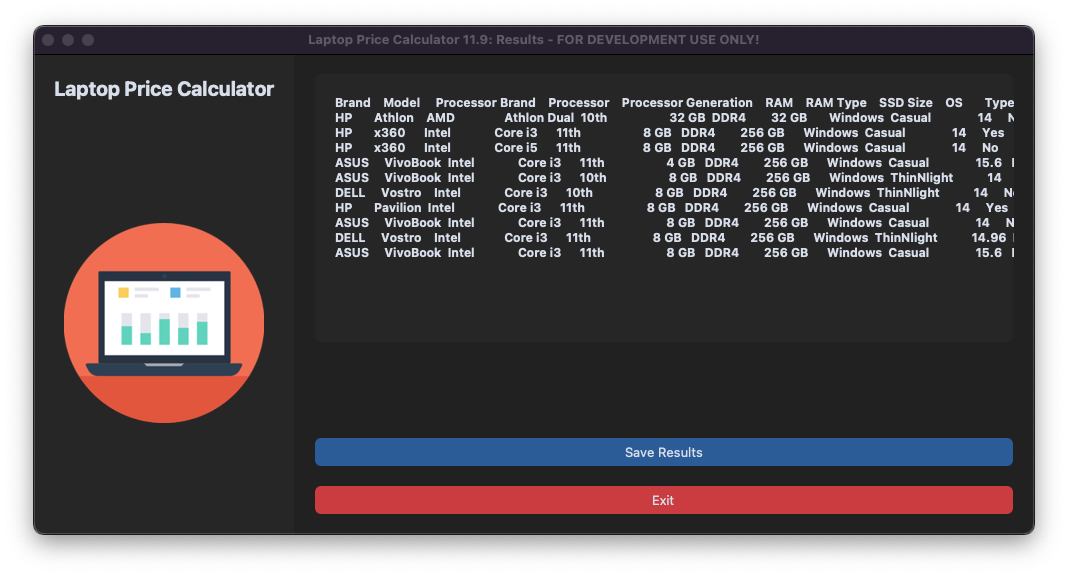 Laptop Price Calculator 11.9: Results - FOR DEVELOPMENT USE ONLY!
Laptop Price Calculator
Brand Model Processor Brand Processor Processor Generation RAM RAM Type SSD Size OS Type
HP Athlon AMD Athlon Dual 10th 32 GB DDR4 32 GB Windows Casual 14
HP x360 Intel Core i3 11th 8 GB DDR4 256 GB Windows Casual 14 Yes
HP x360 Intel Core i5 11th 8 GB DDR4 256 GB Windows Casual 14 No
ASUS VivoBook Intel Core i3 11th 4 GB DDR4 256 GB Windows Casual 15.6
ASUS VivoBook Intel Core i3 10th 8 GB DDR4 256 GB Windows ThinNlight 14
DELL Vostro Intel Core i3 10th 8 GB DDR4 256 GB Windows ThinNlight 14 No
HP Pavilion Intel Core i3 11th 8 GB DDR4 256 GB Windows Casual 14 Yes
ASUS VivoBook Intel Core i3 11th 8 GB DDR4 256 GB Windows Casual 14
DELL Vostro Intel Core i3 11th 8 GB DDR4 256 GB Windows ThinNlight 14.96
ASUS VivoBook Intel Core i3 11th 8 GB DDR4 256 GB Windows Casual 15.6
Save Results
Exit